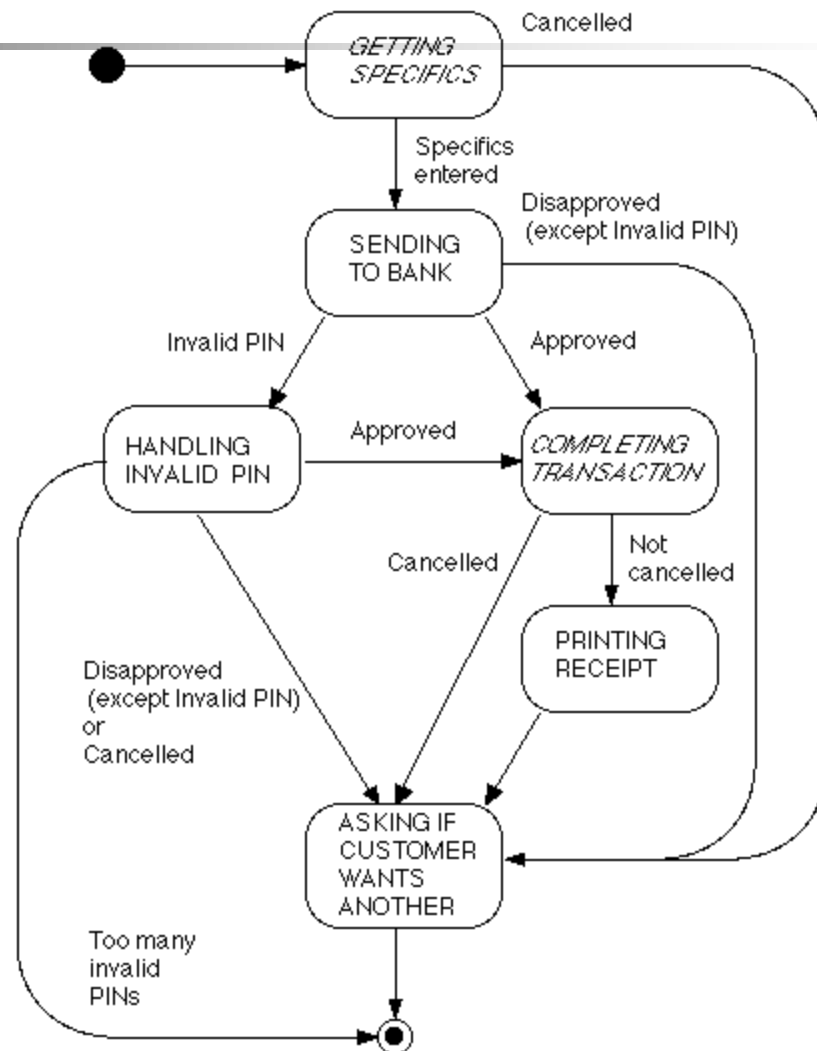 Cancelled
GETTING
SPECIFICS
Specifics
entered
Disapproved
(except Invalid PIN)
SENDING
TO BANK
Invalid PIN
Approved
HANDLING
INVALID PIN
Approved
COMPLETING
TRANSACTION
Cancelled
Not
cancelled
PRINTING
RECEIPT
Disapproved
(except Invalid PIN)
or
Cancelled
ASKING IF
CUSTOMER
WANTS
ANOTHER
Too many
invalid
PINs